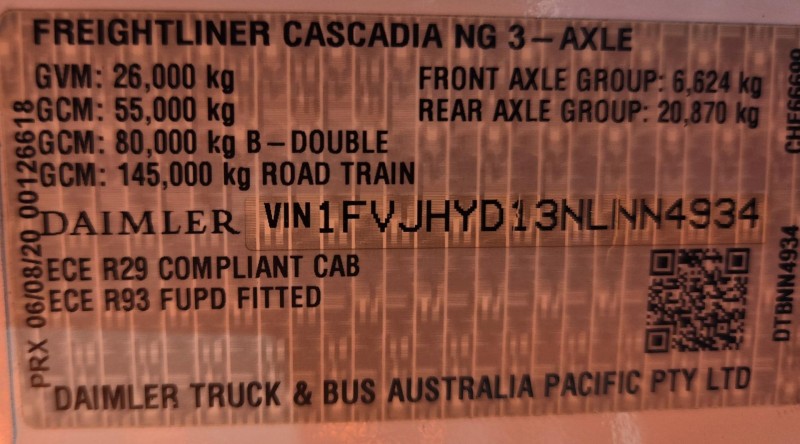 FREIGHTLINER CASCADIA NG 3-AXLE
GVM: 26,000 kg
FRONT AXLE GROUP: 6,624 kg
GCM: 55,000 kg
REAR AXLE GROUP: 20,870 kg
GCM: 80,000 kg B-DOUBLE
GCM: 145,000 kg ROAD TRAIN
DAIMLER VIN 1FVJHYD13NLNN4934
ECE R29 COMPLIANT CAB
ECE R93 FUPD FITTED
DAIMLER TRUCK & BUS AUSTRALIA PACIFIC PTY LTD
PRX 06/08/20 00126618
DTBNN4934